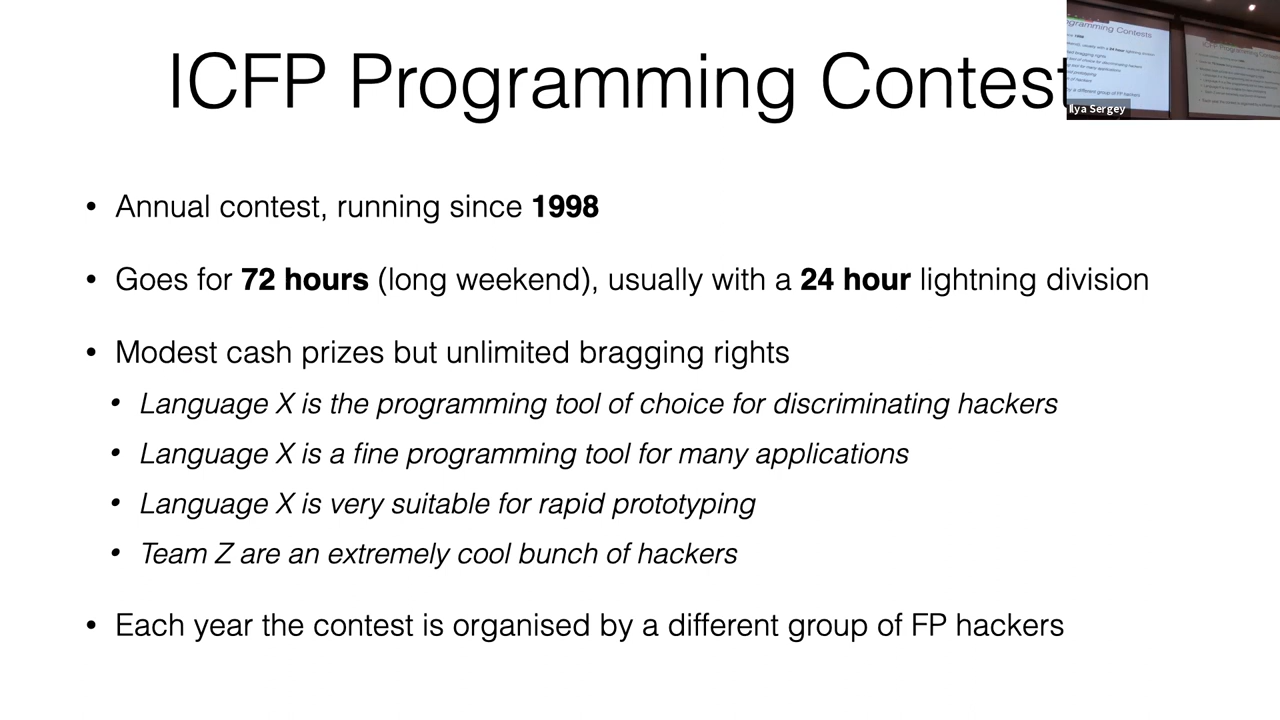 ICFP Programming Contest
Ilya Sergey
• Annual contest, running since 1998
• Goes for 72 hours (long weekend), usually with a 24 hour lightning division
• Modest cash prizes but unlimited bragging rights
• Language X is the programming tool of choice for discriminating hackers
• Language X is a fine programming tool for many applications
• Language X is very suitable for rapid prototyping
• Team Z are an extremely cool bunch of hackers
• Each year the contest is organised by a different group of FP hackers